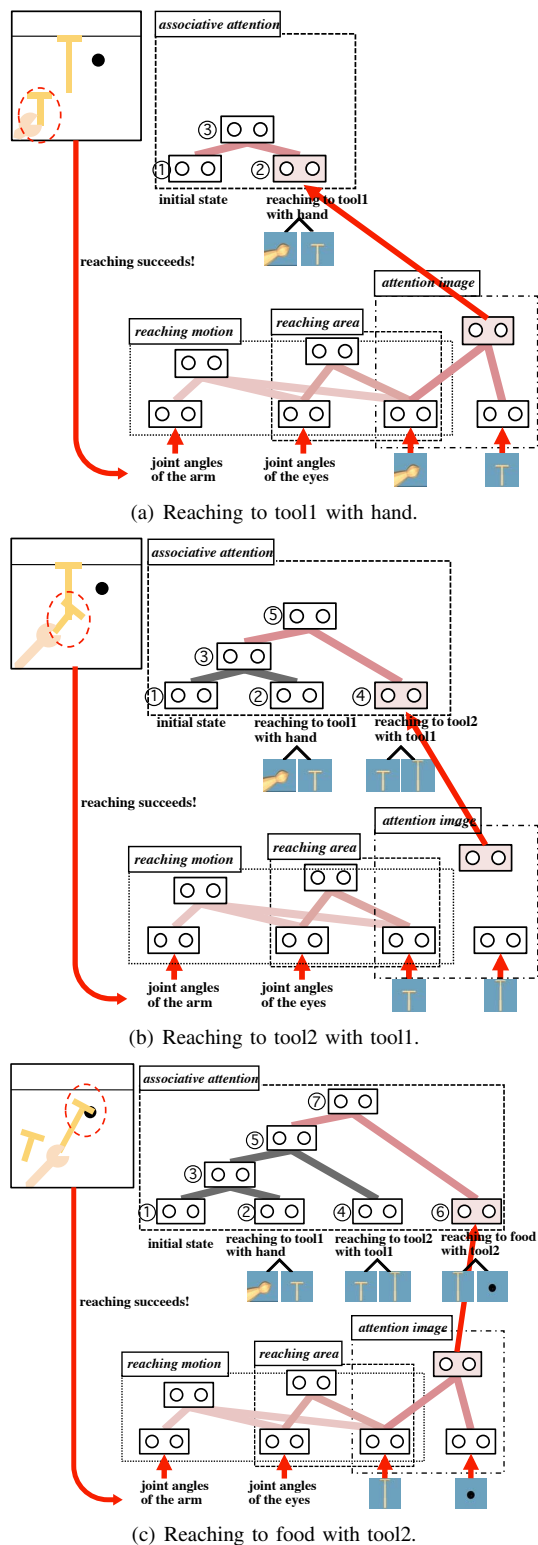 associative attention
③
①
②
initial state
reaching to tool1
with hand
reaching succeeds!
attention image
reaching motion
reaching area
joint angles
of the arm
joint angles
of the eyes
(a) Reaching to tool1 with hand.
associative attention
⑤
③
①
②
④
initial state
reaching to tool1
with hand
reaching to tool2
with tool1
reaching succeeds!
attention image
reaching motion
reaching area
joint angles
of the arm
joint angles
of the eyes
(b) Reaching to tool2 with tool1.
associative attention
⑦
⑤
③
①
②
④
⑥
initial state
reaching to tool1
with hand
reaching to tool2
with tool1
reaching to food
with tool2
reaching succeeds!
attention image
reaching motion
reaching area
joint angles
of the arm
joint angles
of the eyes
(c) Reaching to food with tool2.